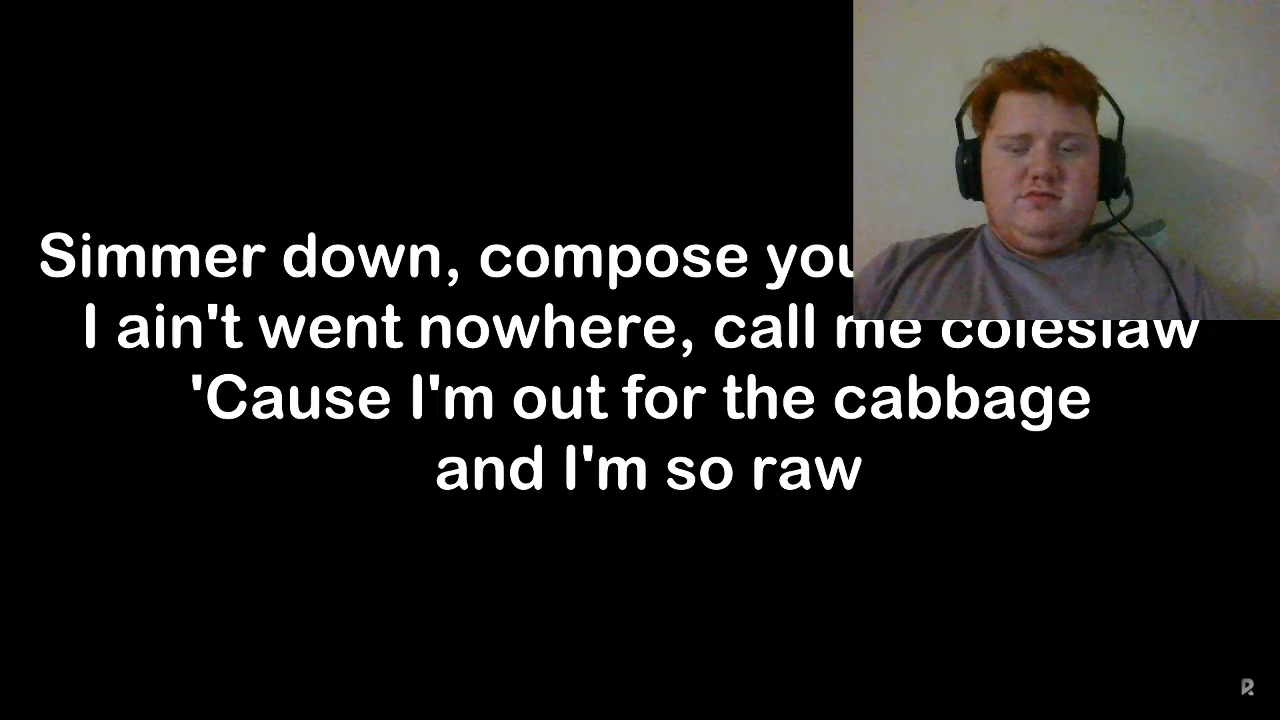 Simmer down, compose you
I ain't went nowhere, call me coleslaw
'Cause I'm out for the cabbage
and I'm so raw